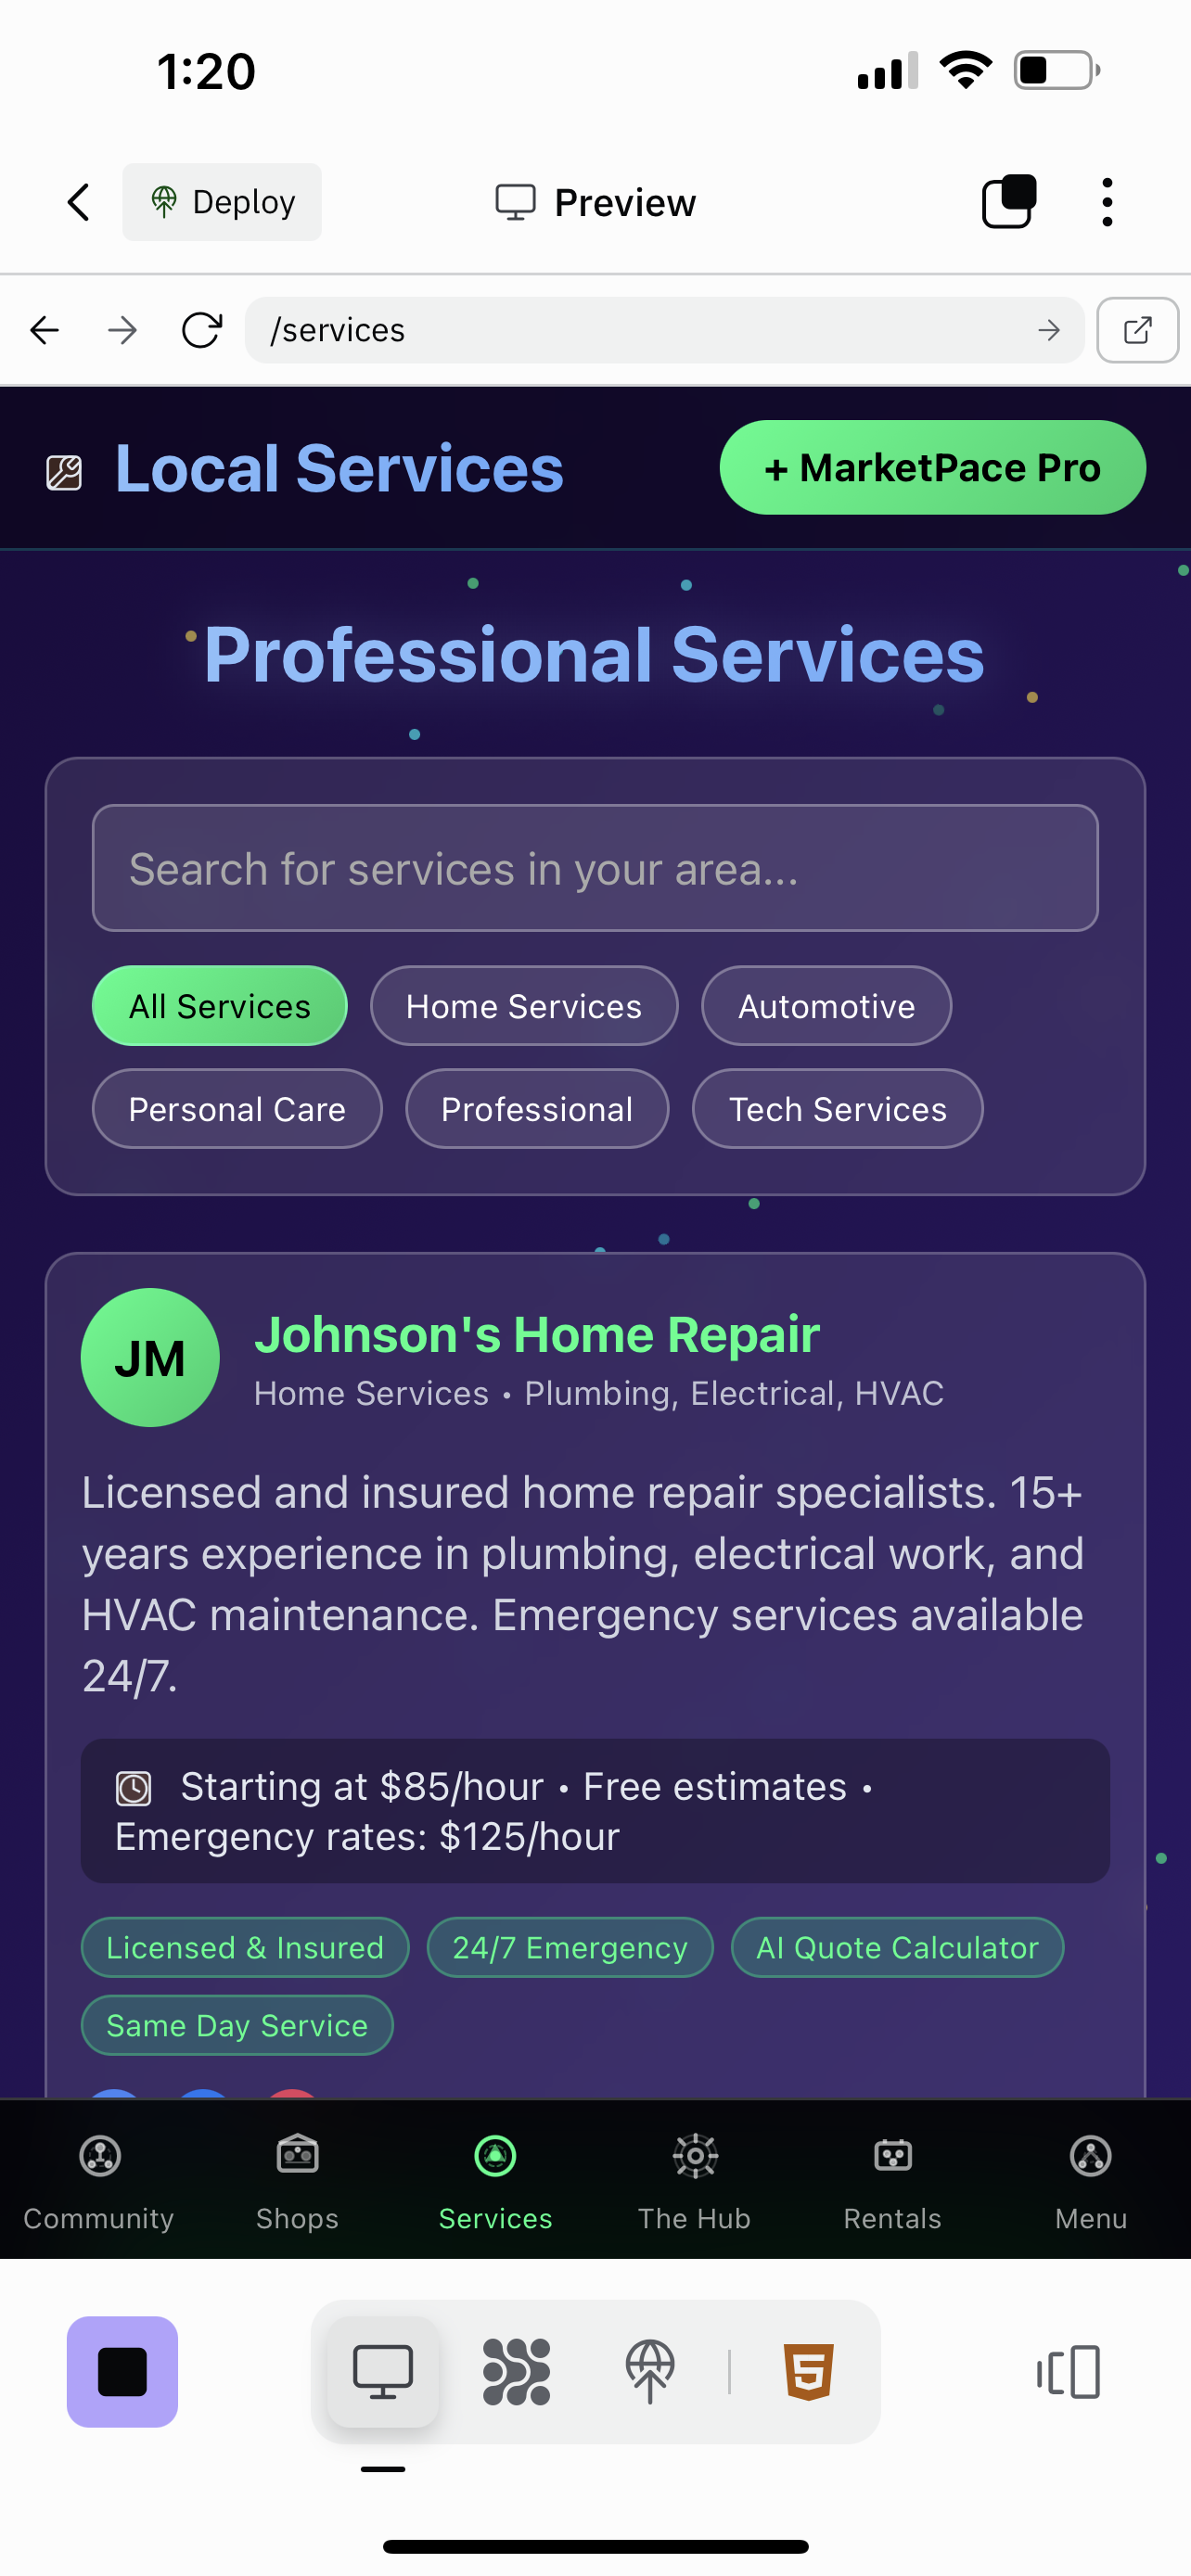 1:20
Deploy
Preview
/services
Local Services
+ MarketPace Pro
Professional Services
Search for services in your area...
All Services
Home Services
Automotive
Personal Care
Professional
Tech Services
JM
Johnson's Home Repair
Home Services • Plumbing, Electrical, HVAC
Licensed and insured home repair specialists. 15+
years experience in plumbing, electrical work, and
HVAC maintenance. Emergency services available
24/7.
Starting at $85/hour • Free estimates •
Emergency rates: $125/hour
Licensed & Insured
24/7 Emergency
AI Quote Calculator
Same Day Service
Community
Shops
Services
The Hub
Rentals
Menu
5